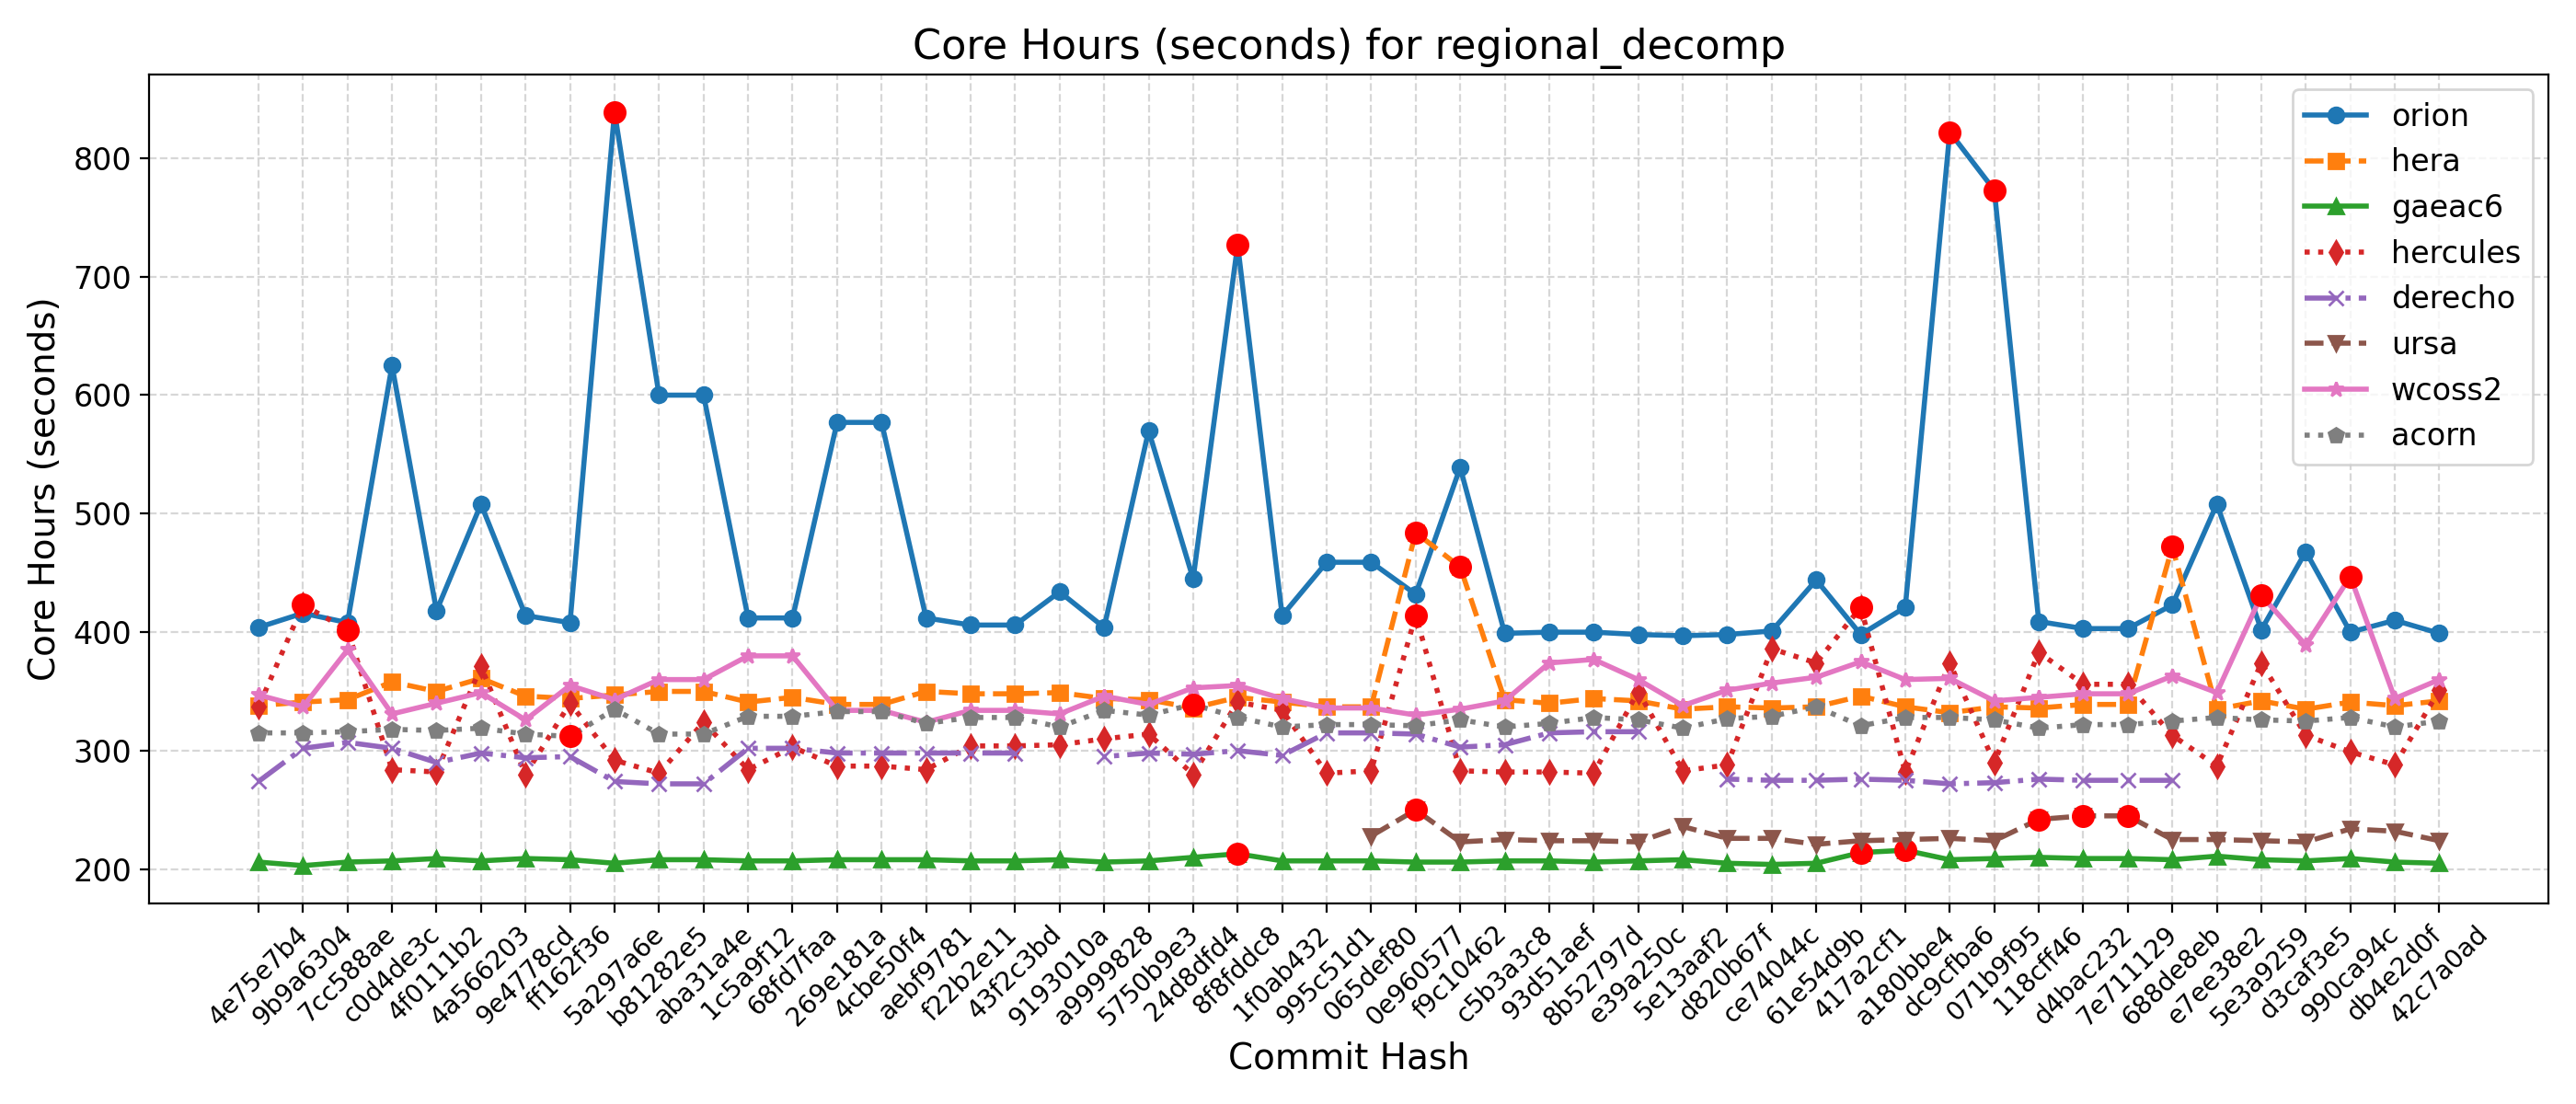 Core Hours (seconds) for regional_decomp
Core Hours (seconds)
800
700
600
500
400
300
200
orion
hera
gaeac6
hercules
derecho
ursa
wcoss2
acorn
4e75e7b4
9b9a6304
7cc588ae
c0d4de3c
4f0111b2
4a566203
9e4778cd
ff162f36
5a297a6e
b81282e5
aba31a4e
1c5a9f12
68fd7faa
269e181a
4cbe50f4
aebf9781
f22b2e11
43f2c3bd
9193010a
a9999828
5750b9e3
24d8dfd4
8f8fddc8
1f0ab432
995c51d1
065def80
0e960577
f9c10462
c5b3a3c8
93d51aef
8b52797d
e39a250c
5e13aaf2
d820b67f
ce74044c
61e54d9b
417a2cf1
a180bbe4
dc9cfba6
071b9f95
118cff46
d4bac232
7e711129
688de8eb
e7ee38e2
5e3a9259
d3caf3e5
990ca94c
db4e2d0f
42c7a0ad
Commit Hash